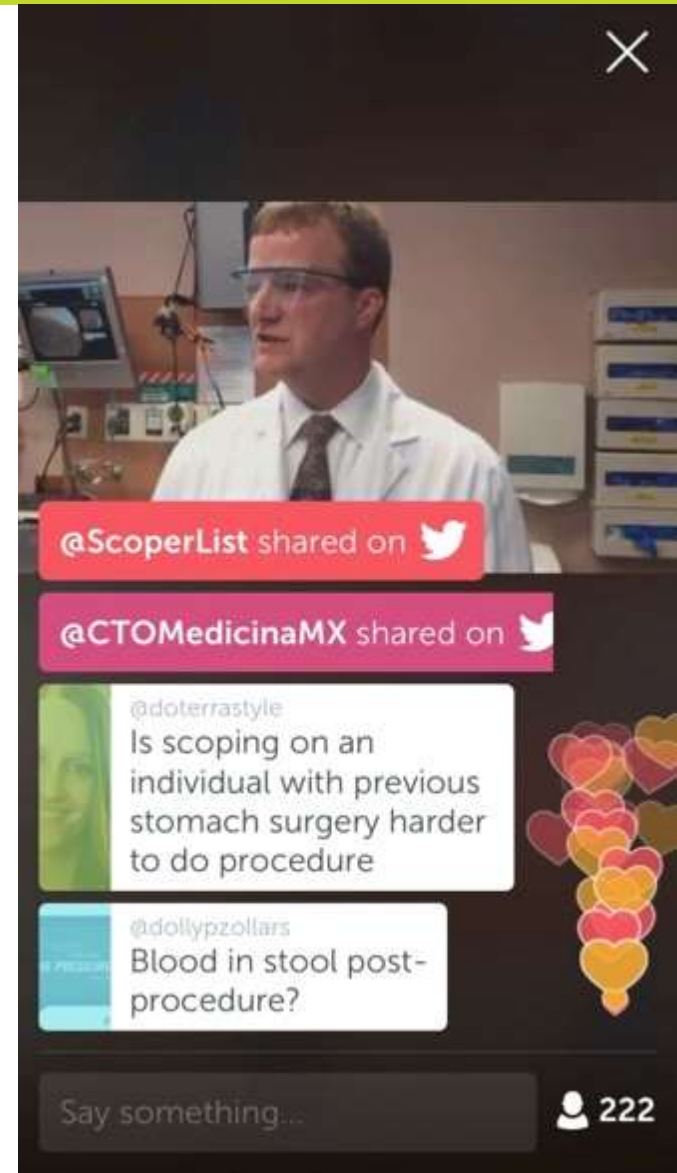 @ScoperList shared on
@CTOMedicinaMX shared on
@doterrastyle
Is scoping on an
individual with previous
stomach surgery harder
to do procedure
@dollypzollars
Blood in stool post-
procedure?
Say something...
222